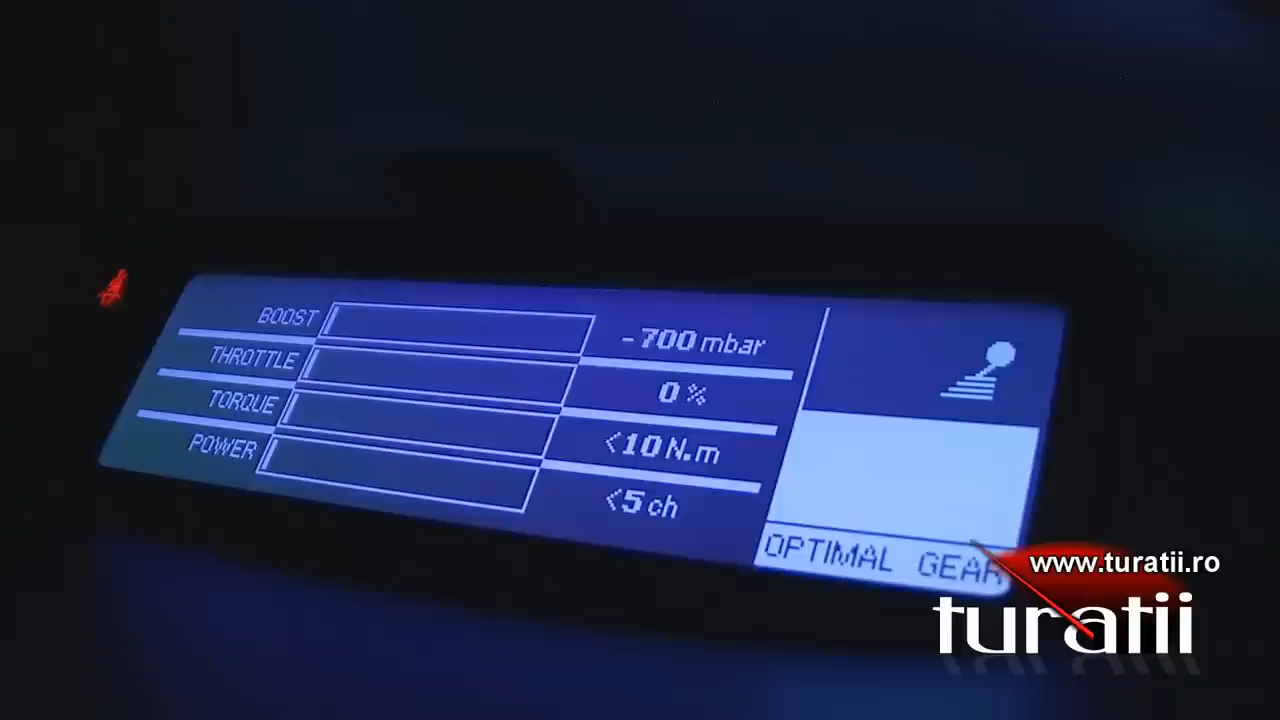 BOOST -700 mbar
THROTTLE 0 %
TORQUE <10 N.m
POWER <5 ch
OPTIMAL GEAR
www.turatii.ro
turatii